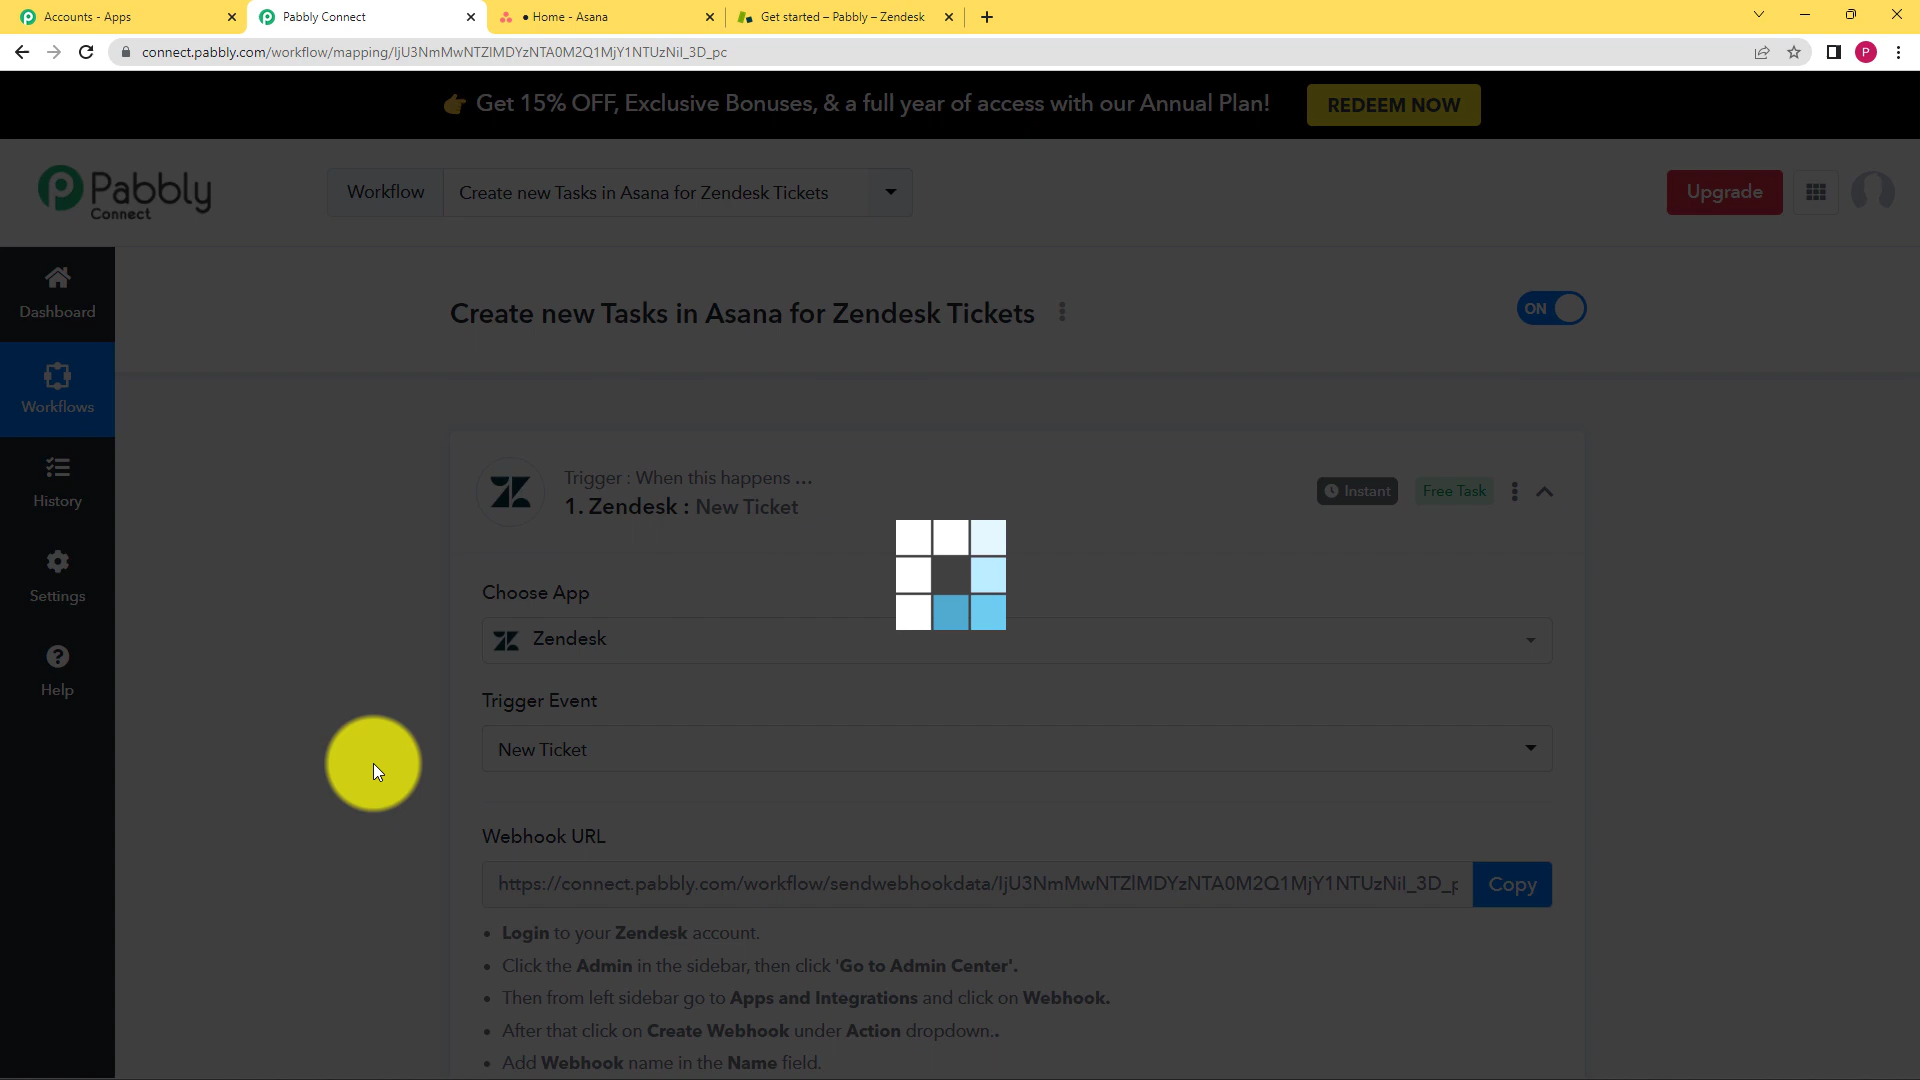 Accounts - Apps
Pabbly Connect
• Home - Asana
Get started – Pabbly – Zendesk
connect.pabbly.com/workflow/mapping/IjU3NmMwNTZlMDYzNTA0M2Q1MjY1NTUzNiI_3D_pc
P
👉 Get 15% OFF, Exclusive Bonuses, & a full year of access with our Annual Plan!
REDEEM NOW
Pabbly
Connect
Workflow
Create new Tasks in Asana for Zendesk Tickets
Upgrade
Dashboard
Workflows
History
Settings
Help
Create new Tasks in Asana for Zendesk Tickets
ON
Trigger : When this happens ...
1. Zendesk : New Ticket
Instant
Free Task
Choose App
Zendesk
Trigger Event
New Ticket
Webhook URL
https://connect.pabbly.com/workflow/sendwebhookdata/IjU3NmMwNTZlMDYzNTA0M2Q1MjY1NTUzNiI_3D_p
Copy
• Login to your Zendesk account.
• Click the Admin in the sidebar, then click 'Go to Admin Center'.
• Then from left sidebar go to Apps and Integrations and click on Webhook.
• After that click on Create Webhook under Action dropdown..
• Add Webhook name in the Name field.